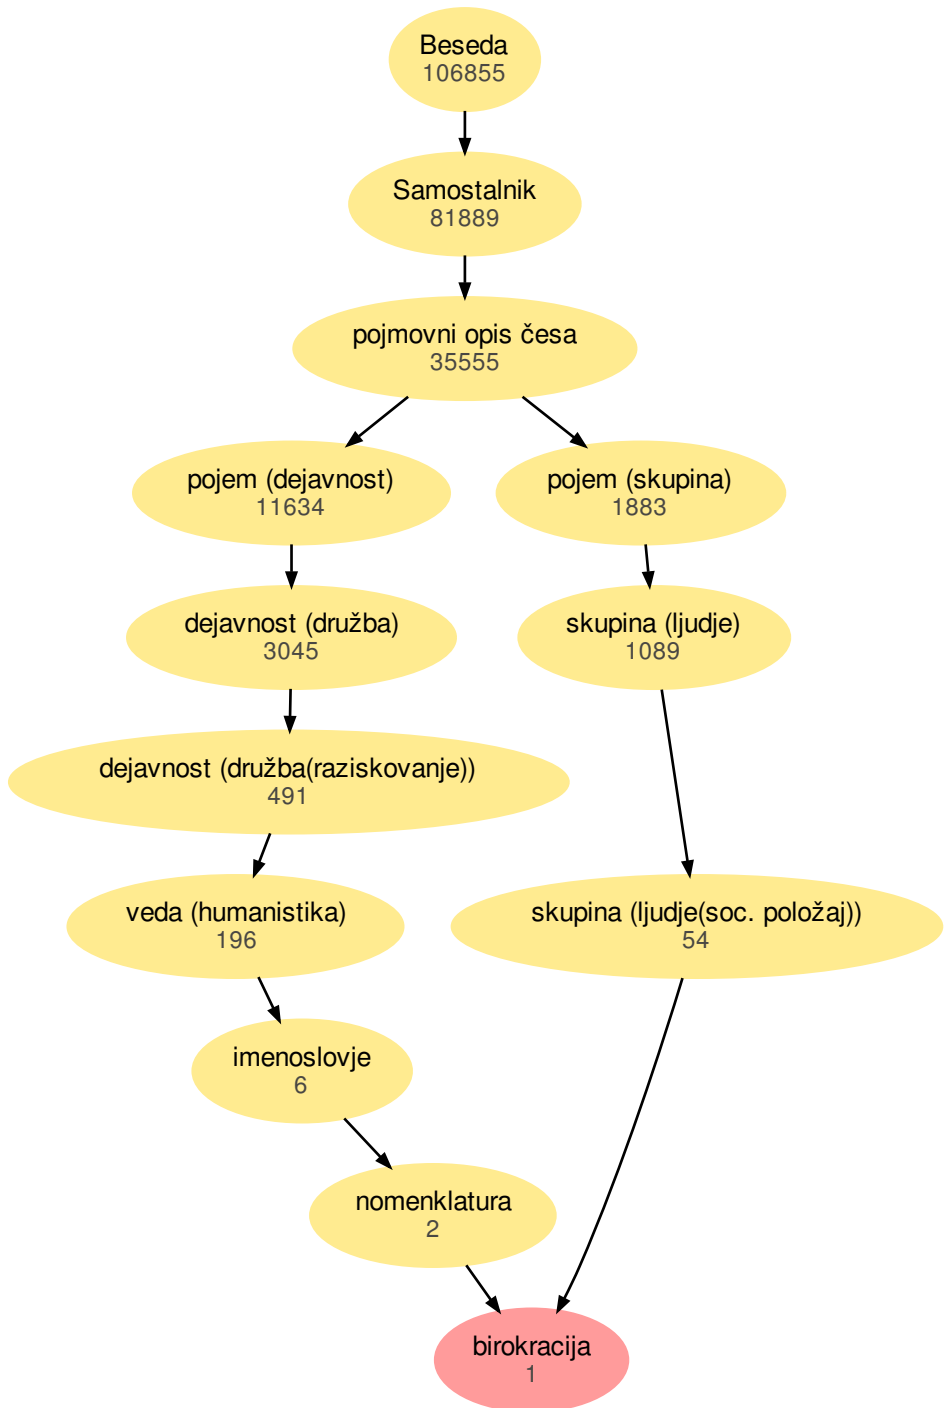 Beseda
106855
Samostalnik
81889
pojmovni opis česa
35555
pojem (dejavnost)
11634
pojem (skupina)
1883
dejavnost (družba)
3045
skupina (ljudje)
1089
dejavnost (družba(raziskovanje))
491
veda (humanistika)
196
skupina (ljudje(soc. položaj))
54
imenoslovje
6
nomenklatura
2
birokracija
1